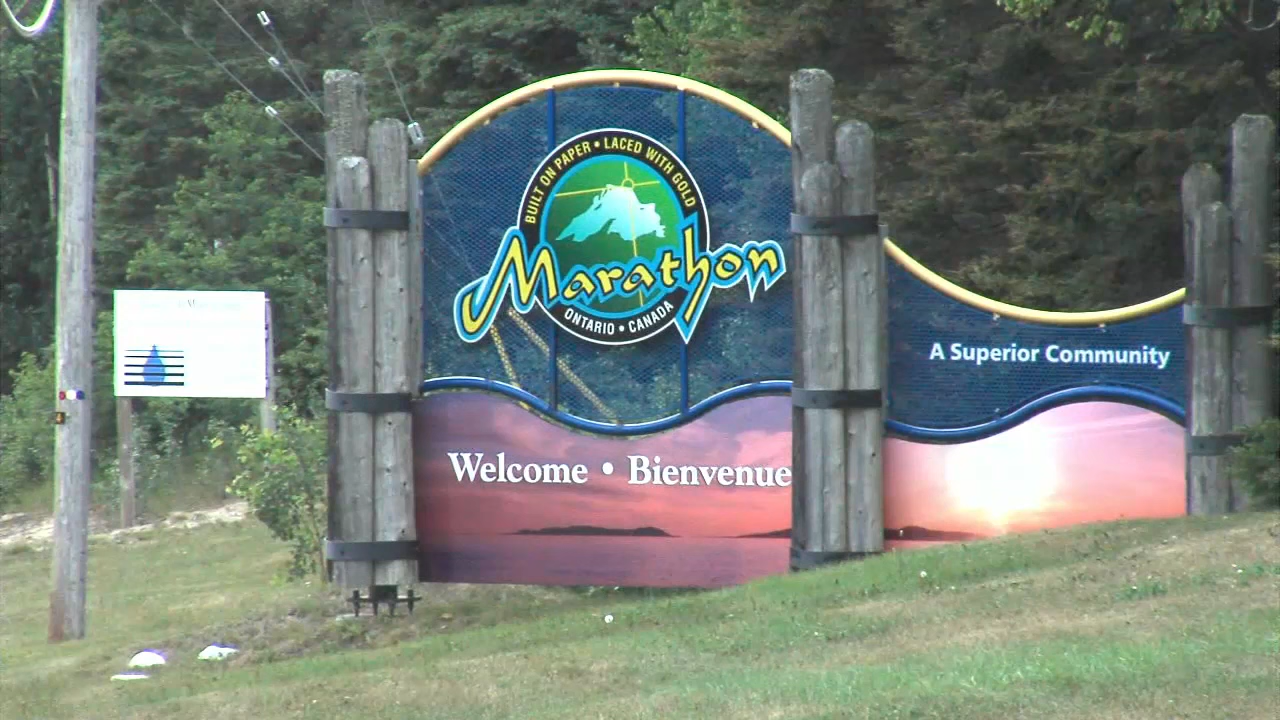 BUILT ON PAPER • LACED WITH GOLD
Marathon
ONTARIO • CANADA
A Superior Community
Welcome • Bienvenue